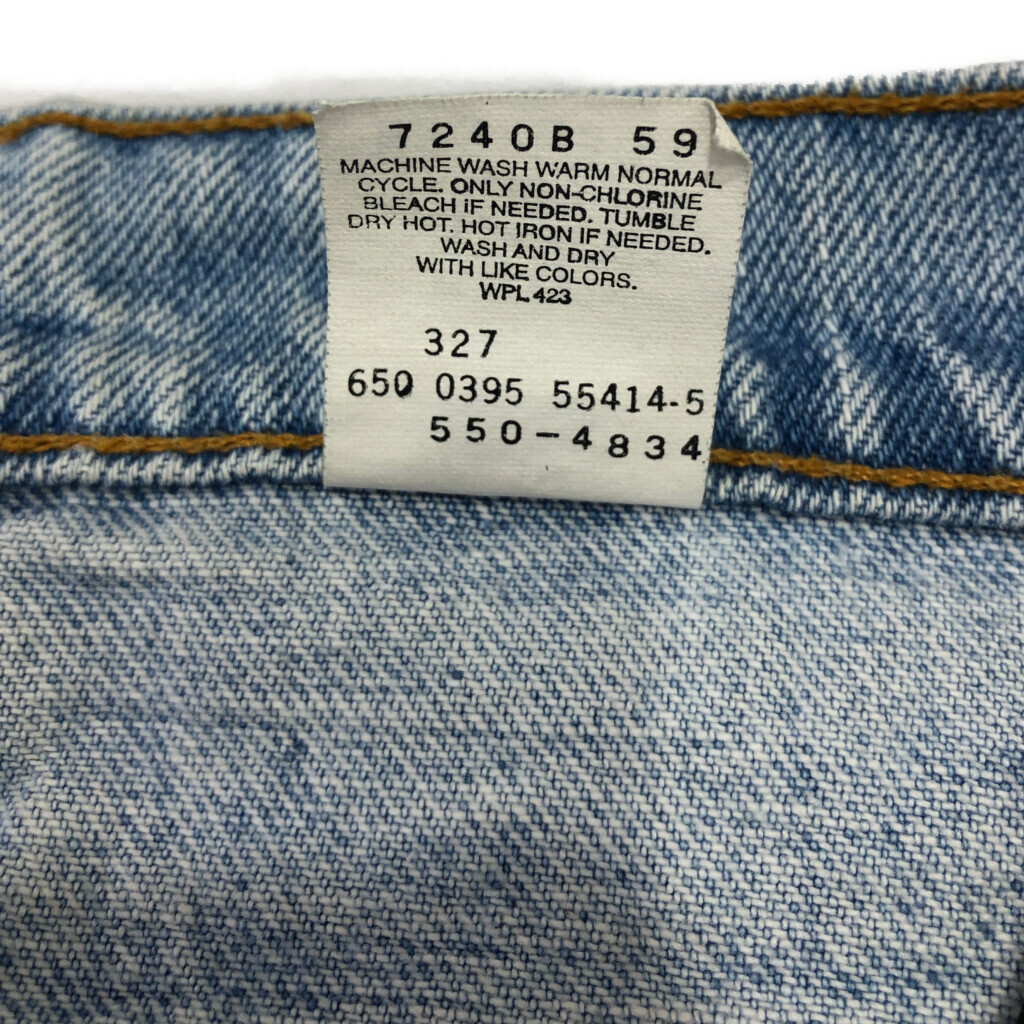 7240B 59
MACHINE WASH WARM NORMAL
CYCLE. ONLY NON-CHLORINE
BLEACH IF NEEDED. TUMBLE
DRY HOT. HOT IRON IF NEEDED.
WASH AND DRY
WITH LIKE COLORS.
WPL 423
327
650 0395 55414-5
550-4834